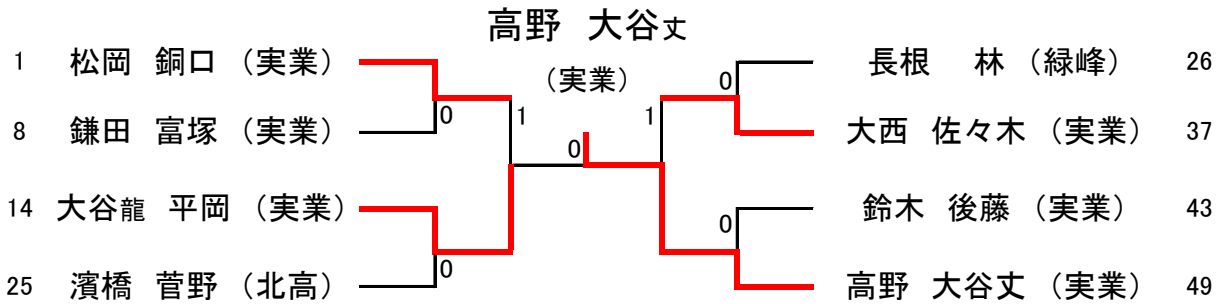 高野 大谷丈
（実業）
1 松岡 銅口 （実業）
8 鎌田 富塚 （実業）
14 大谷龍 平岡 （実業）
25 濱橋 菅野 （北高）
0
1
0
0
0
1
0
0
長根 林 （緑峰） 26
大西 佐々木 （実業） 37
鈴木 後藤 （実業） 43
高野 大谷丈 （実業） 49